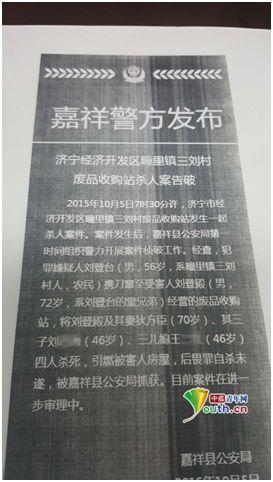 嘉祥警方发布
济宁经济开发区疃里镇三刘村
废品收购站杀人案告破
2015年10月5日7时30分许，济宁市经
济开发区疃里镇三刘村废品收购站发生一起
杀人案件。案件发生后，嘉祥县公安局第一
时间组织警力开展案件侦破工作。经查，犯
罪嫌疑人刘登台（男，56岁，系疃里镇三刘
村人，农民）携刀窜至受害人刘登殿（男，
72岁，系刘登台的堂兄弟）经营的废品收购
站，将刘登殿及其妻狄方臣（70岁）、其三
子刘（46岁）、三儿媳王（46岁）
四人杀死，引燃被害人房屋，后畏罪自杀未
遂，被嘉祥县公安局抓获。目前案件在进一
步审理中。
嘉祥县公安局
2015年10月5日
中国青年网
youth.cn